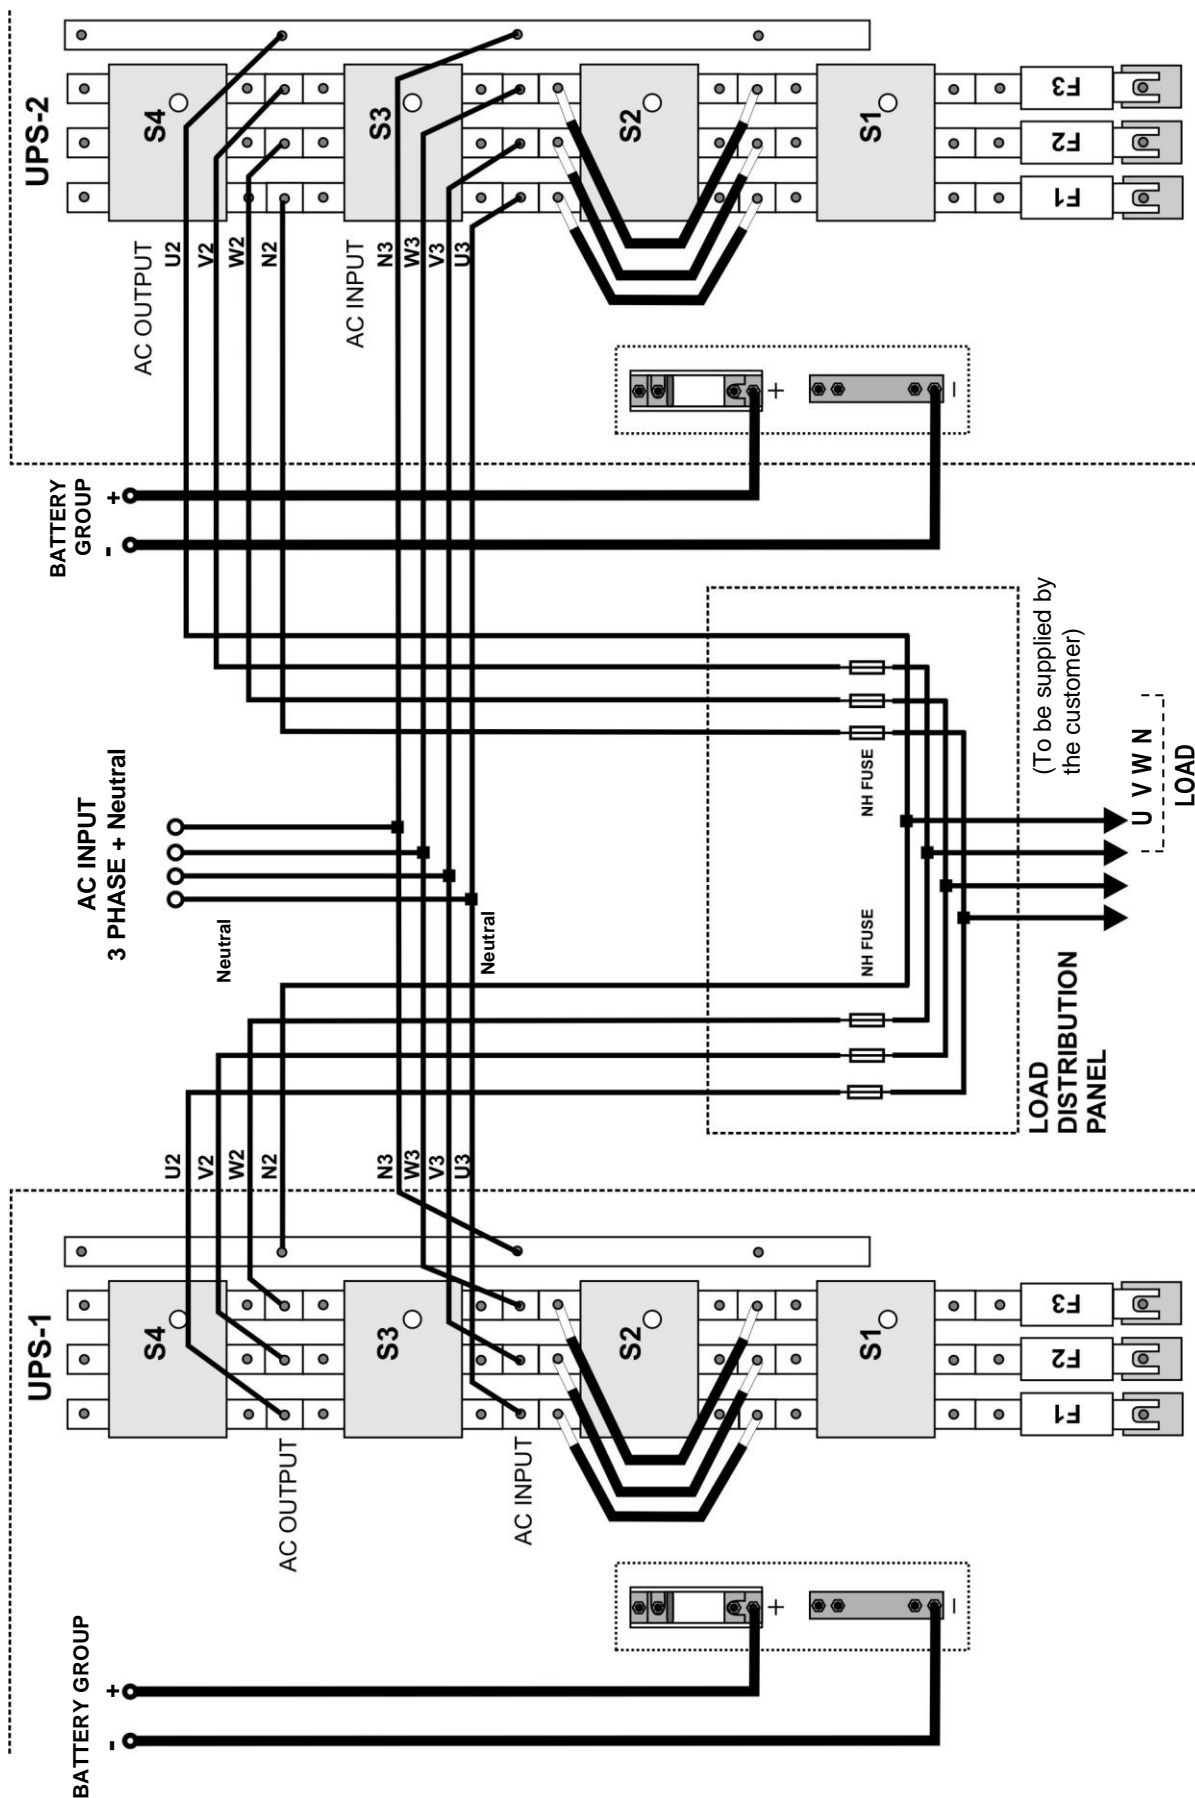 UPS-1
UPS-2
BATTERY GROUP
- +
AC OUTPUT
S4
U2
V2
W2
N2
AC INPUT
S3
N3
W3
V3
U3
S2
S1
F1 F2 F3
+
–
AC INPUT
3 PHASE + Neutral
Neutral
Neutral
BATTERY
GROUP
- +
AC OUTPUT
S4
U2
V2
W2
N2
AC INPUT
S3
N3
W3
V3
U3
S2
S1
F1 F2 F3
+
–
NH FUSE
NH FUSE
LOAD
DISTRIBUTION
PANEL
(To be supplied by
the customer)
U V W N
LOAD